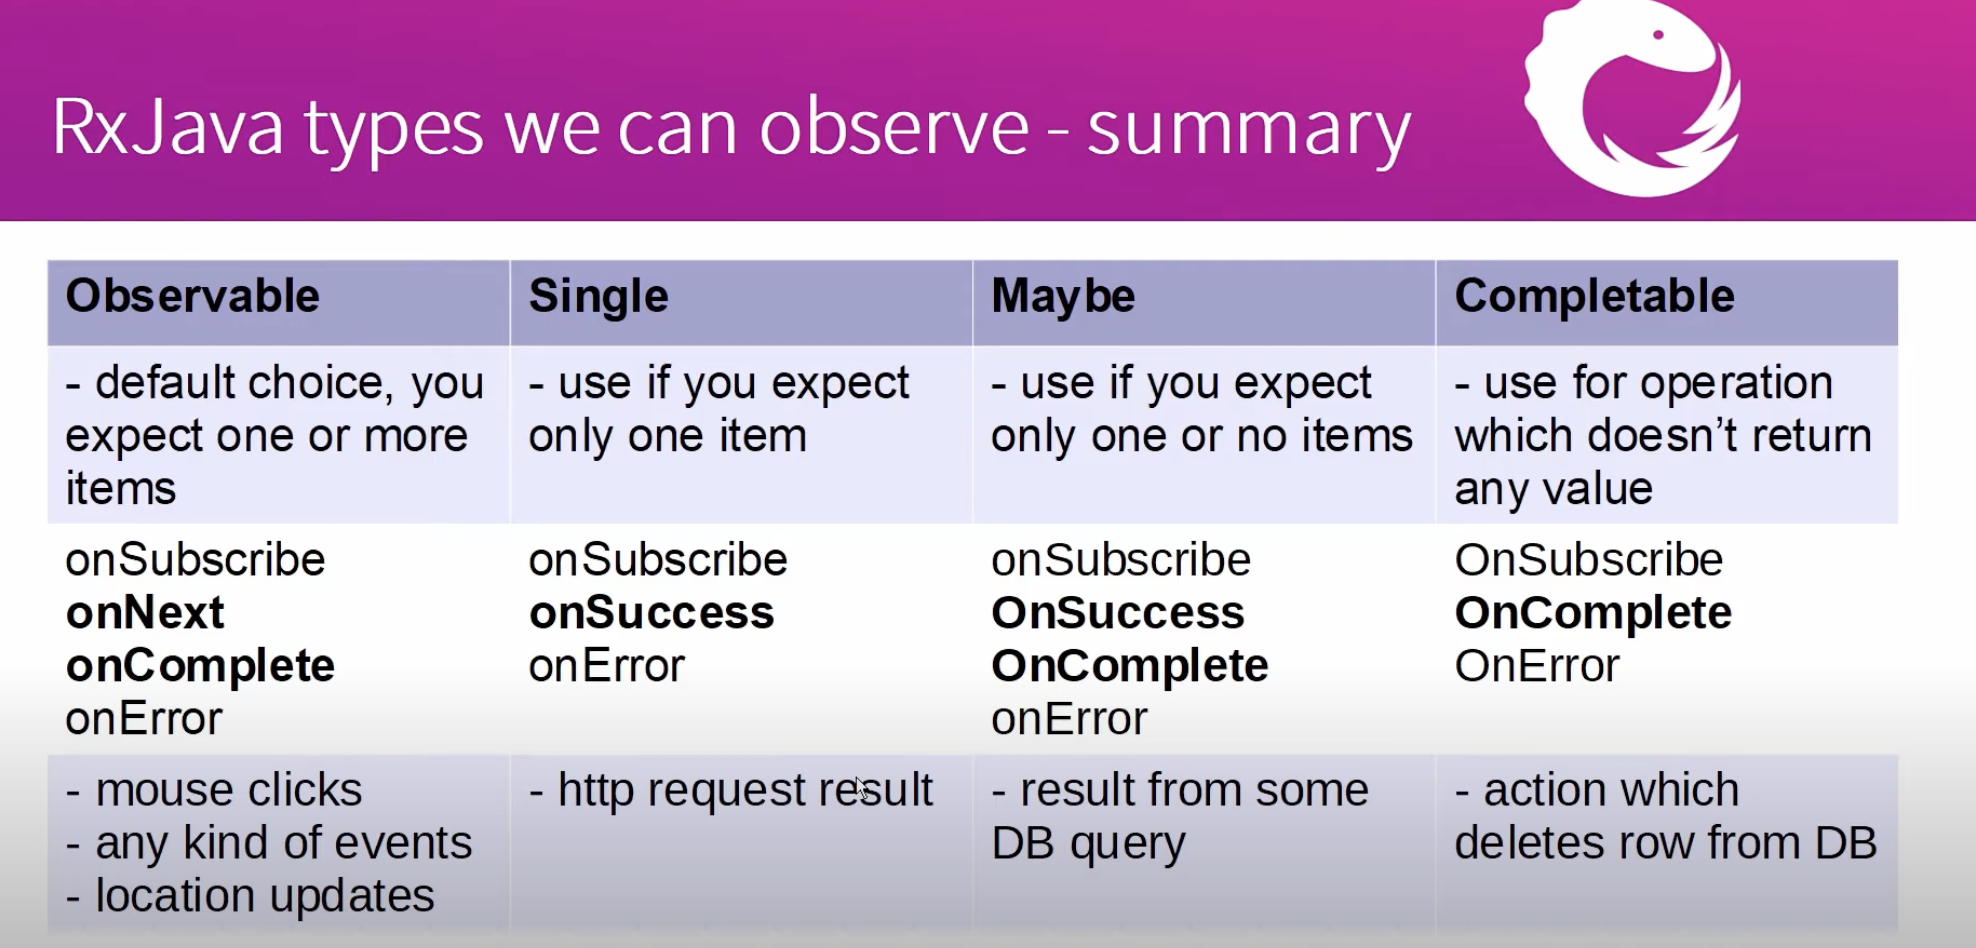 RxJava types we can observe - summary
Observable
Single
Maybe
Completable
- default choice, you
expect one or more
items
- use if you expect
only one item
- use if you expect
only one or no items
- use for operation
which doesn’t return
any value
onSubscribe
onNext
onComplete
onError
onSubscribe
onSuccess
onError
onSubscribe
OnSuccess
OnComplete
onError
OnSubscribe
OnComplete
OnError
- mouse clicks
- any kind of events
- location updates
- http request result
- result from some
DB query
- action which
deletes row from DB